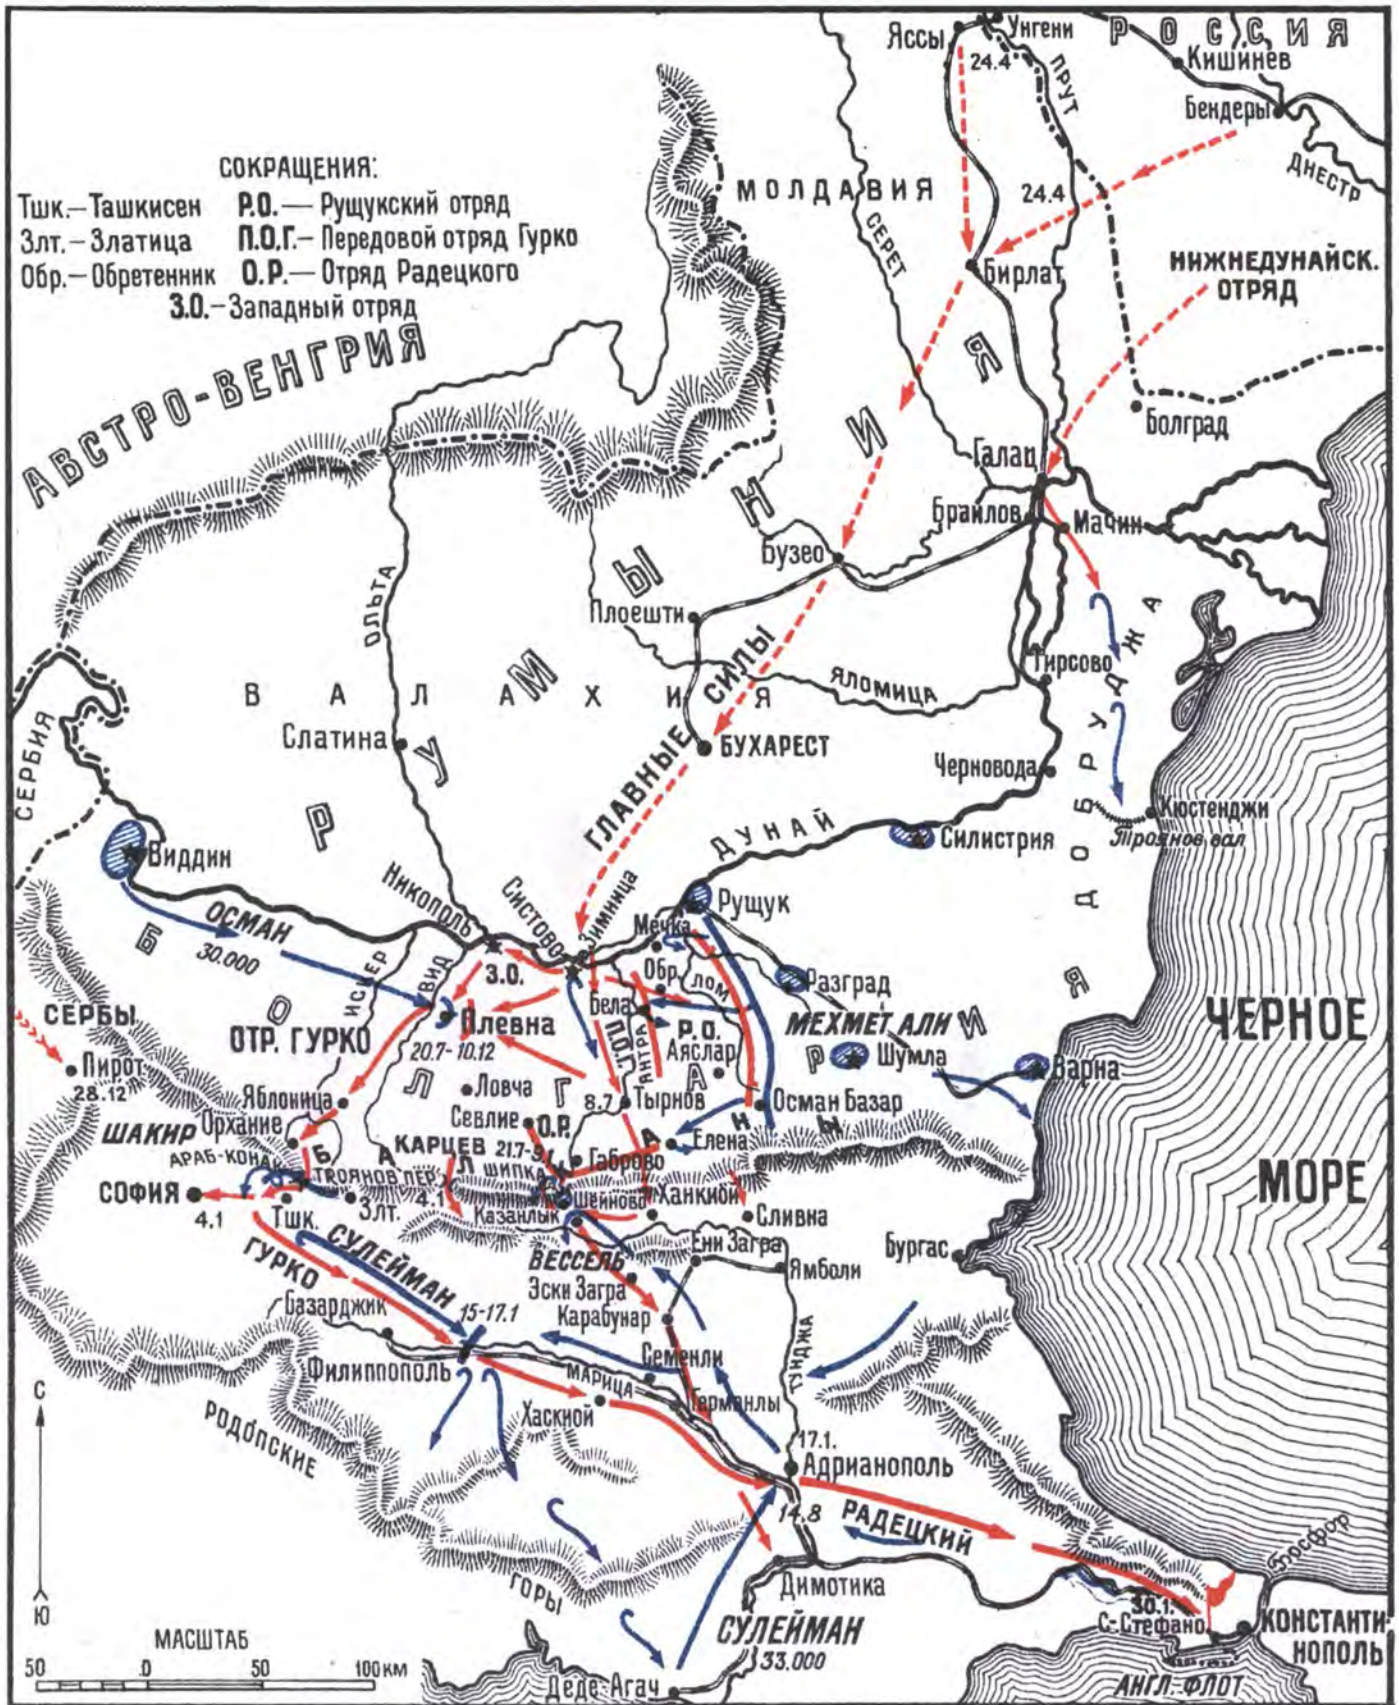 РОССИЯ
Яссы
Унгени
24.4
ПРУТ
Кишинев
Бендеры
ДНЕСТР
СОКРАЩЕНИЯ:
Тшк.–Ташкисен Р.О.— Рущукский отряд
Злт.–Златица П.О.Г.– Передовой отряд Гурко
Обр.–Обретенник О.Р.— Отряд Радецкого
З.О.–Западный отряд
МОЛДАВИЯ
24.4
СЕРЕТ
Бирлат
НИЖНЕДУНАЙСК.
ОТРЯД
АВСТРО-ВЕНГРИЯ
РУМЫНИЯ
Болград
Галац
Браилов
Мачин
Бузео
Плоешти
ОЛЬТА
ВАЛАХИЯ
ЯЛОМИЦА
Гирсово
ДОБРУДЖА
ГЛАВНЫЕ СИЛЫ
БУХАРЕСТ
Слатина
СЕРБИЯ
Черновода
Кюстенджи
Троянов вал
ДУНАЙ
Силистрия
Виддин
Никополь
Систово
Зимница
Рущук
Мечка
ОСМАН
30.000
ИСКЕР
ВИД
З.О.
Обр.
ЛОМ
Разград
БОЛГАРИЯ
Бела
СЕРБЫ
ОТР. ГУРКО
Плевна
20.7-10.12
П.О.Г.
ЯНТРА
Р.О.
Аяслар
МЕХМЕТ АЛИ
Шумла
Варна
ЧЕРНОЕ
МОРЕ
Пирот
28.12
Ловча
Яблоница
8.7
Тырнов
Осман Базар
Севлие
О.Р.
ШАКИР
Орхание
АРАБ-КОНАК
КАРЦЕВ
21.7-9.1
Елена
БАЛКАНЫ
ШИПКА
Габрово
ТРОЯНОВ ПЕР.
4.1
СОФИЯ
4.1
Тшк.
Злт.
Шейново
Казанлык
Ханкиой
Сливна
ГУРКО
СУЛЕЙМАН
ВЕССЕЛЬ
Ени Загра
Ямболи
Бургас
Эски Загра
Базарджик
15-17.1
Карабунар
ТУНДЖА
Филиппополь
Семенли
МАРИЦА
Германлы
Хаскиой
С
Ю
РОДОПСКИЕ
ГОРЫ
17.1.
Адрианополь
14.8
РАДЕЦКИЙ
Босфор
Димотика
СУЛЕЙМАН
33.000
30.1.
С-Стефано
КОНСТАНТИ-
НОПОЛЬ
АНГЛ. ФЛОТ
Деде-Агач
МАСШТАБ
50 0 50 100 км